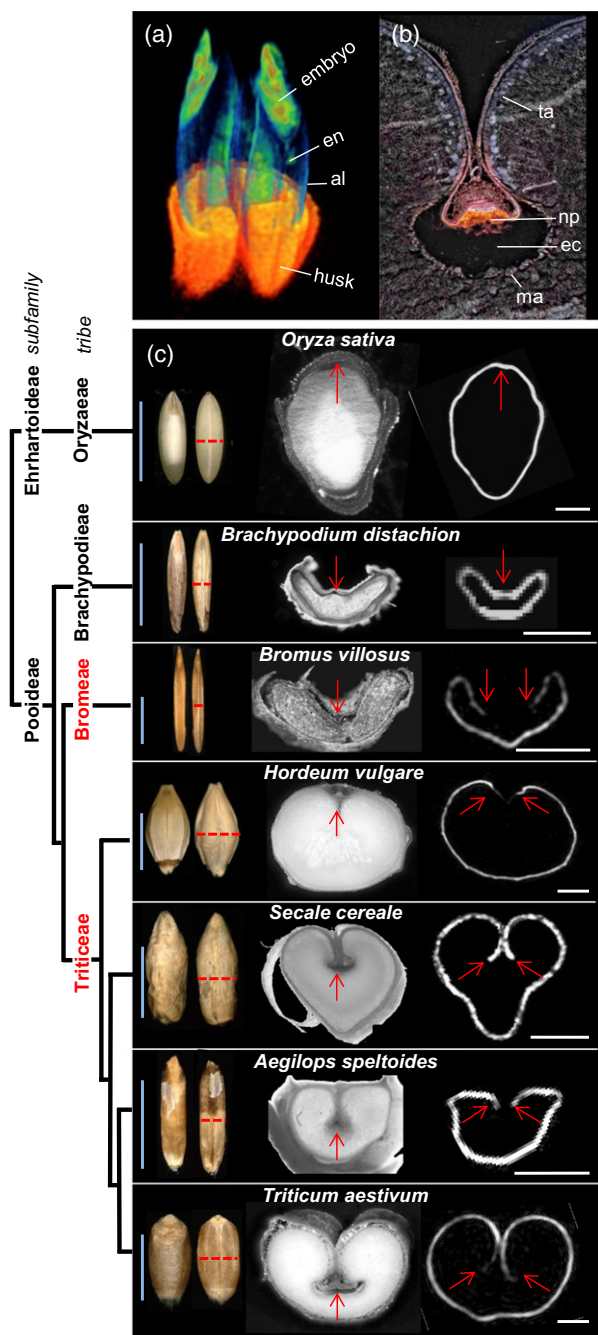 (a)
embryo
en
al
husk
(b)
ta
np
ec
ma
subfamily
tribe
(c)
Ehrhartoideae
Oryzaeae
Oryza sativa
Pooideae
Brachypodieae
Brachypodium distachion
Bromeae
Bromus villosus
Hordeum vulgare
Triticeae
Secale cereale
Aegilops speltoides
Triticum aestivum